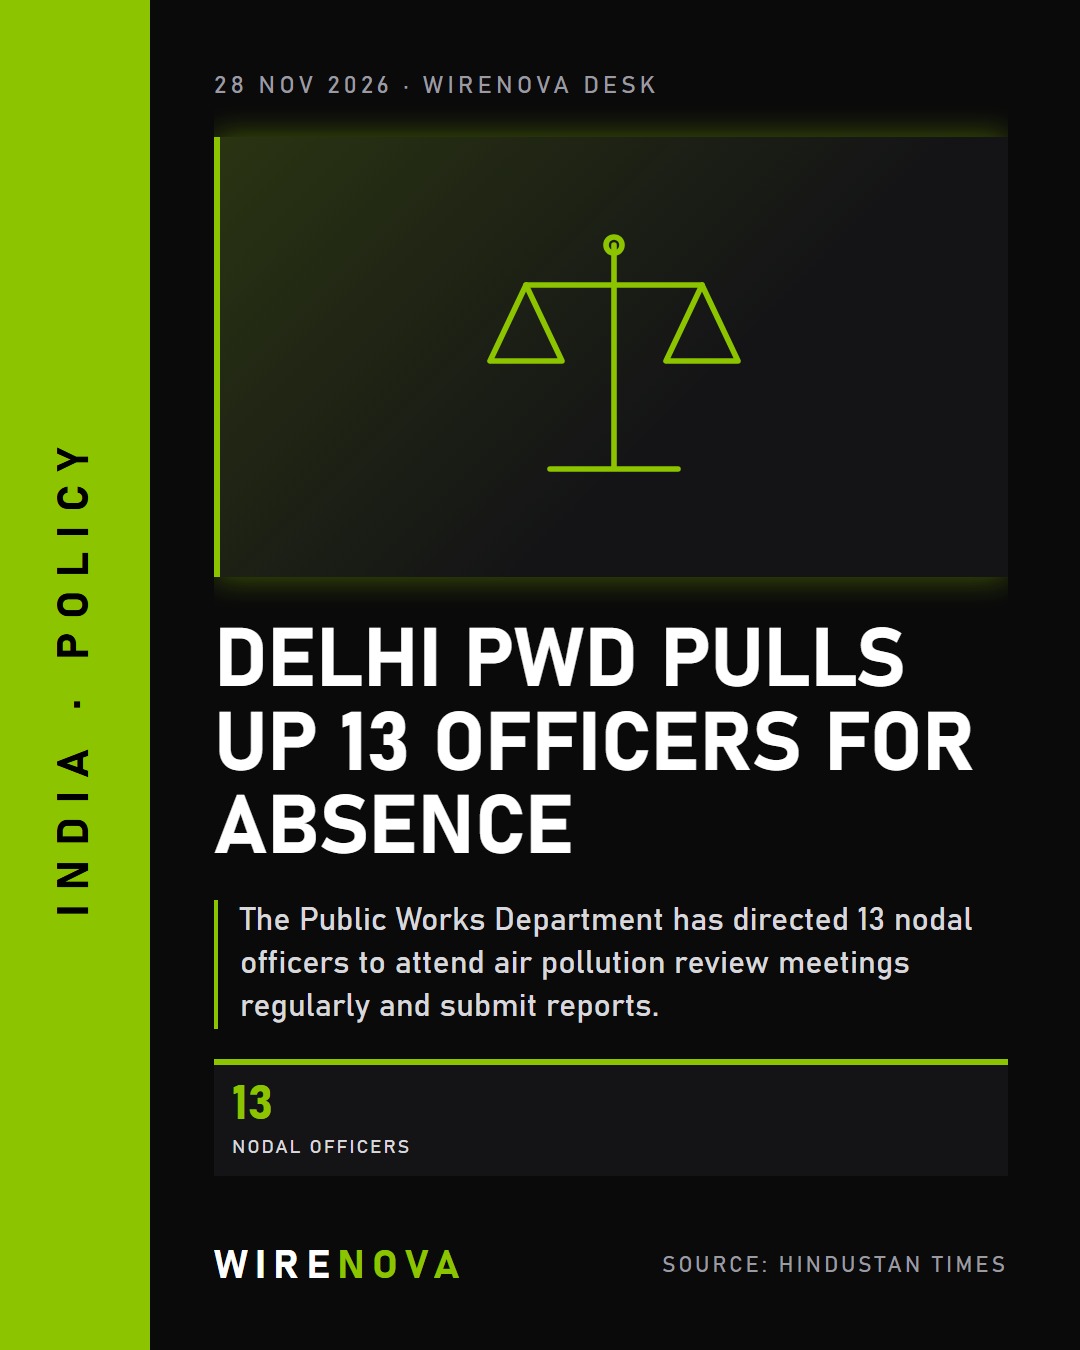 28 NOV 2026 · WIRENOVA DESK
INDIA · POLICY
DELHI PWD PULLS
UP 13 OFFICERS FOR
ABSENCE
The Public Works Department has directed 13 nodal
officers to attend air pollution review meetings
regularly and submit reports.
13
NODAL OFFICERS
WIRENOVA
SOURCE: HINDUSTAN TIMES